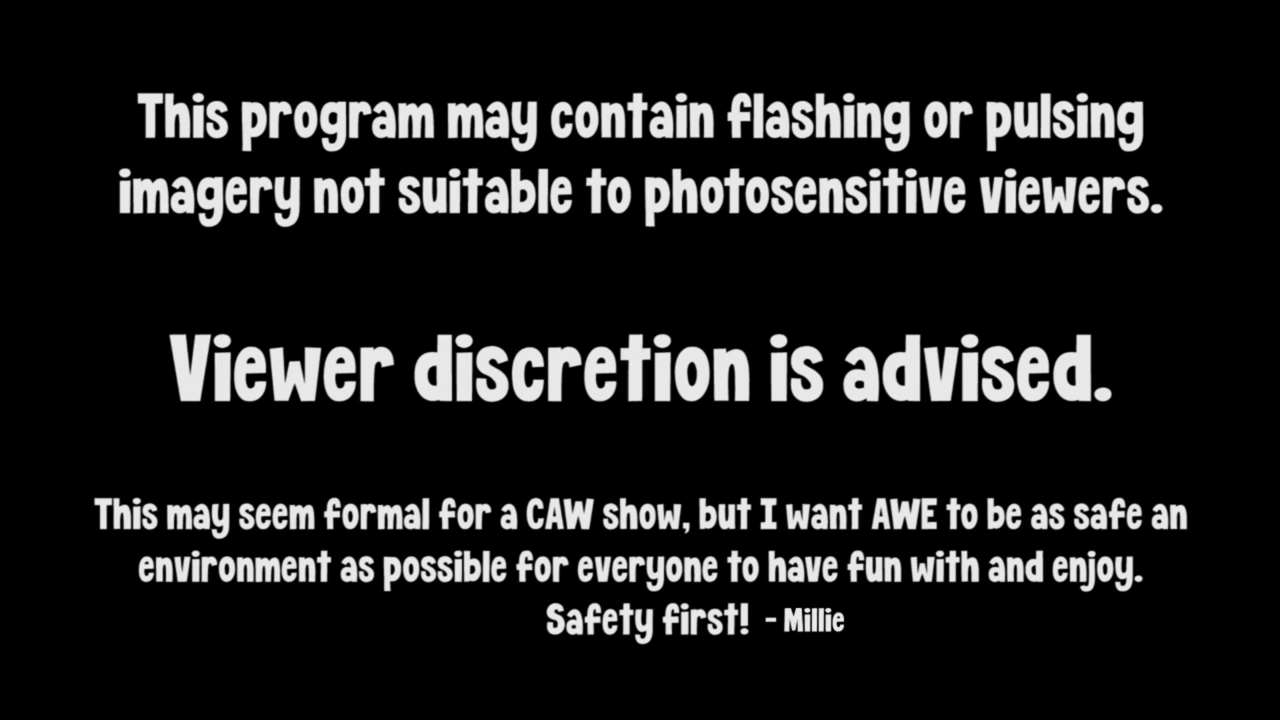 This program may contain flashing or pulsing
imagery not suitable to photosensitive viewers.
Viewer discretion is advised.
This may seem formal for a CAW show, but I want AWE to be as safe an
environment as possible for everyone to have fun with and enjoy.
Safety first! - Millie